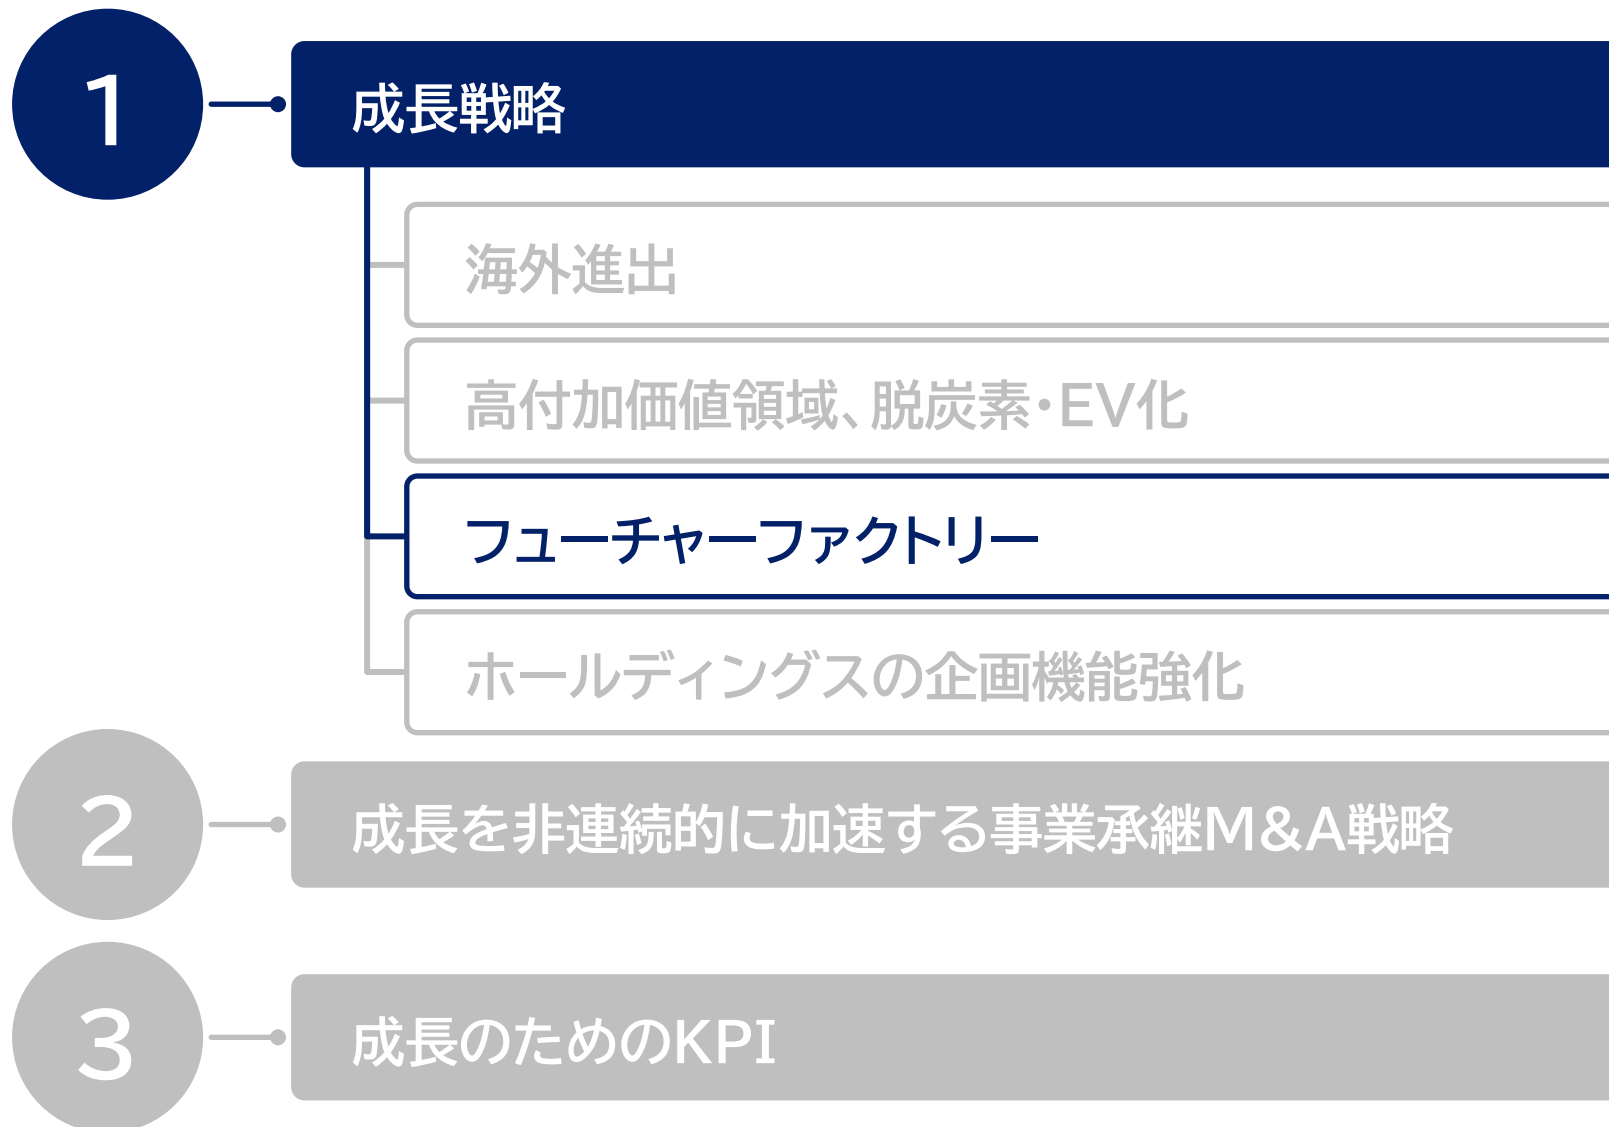 1
成長戦略
海外進出
高付加価値領域、脱炭素・EV化
フューチャーファクトリー
ホールディングスの企画機能強化
2
成長を非連続的に加速する事業承継M&A戦略
3
成長のためのKPI